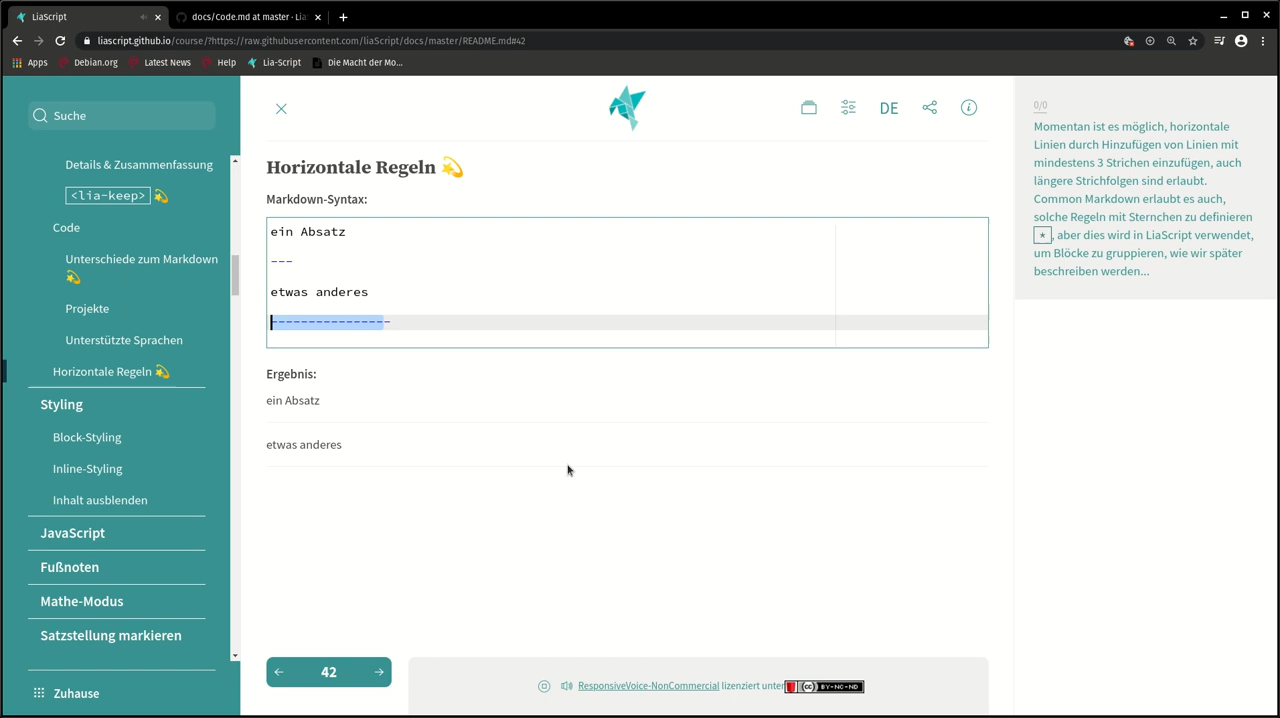 LiaScript
docs/Code.md at master · Lia
liascript.github.io/course/?https://raw.githubusercontent.com/liaScript/docs/master/README.md#42
Apps
Debian.org
Latest News
Help
Lia-Script
Die Macht der Mo...
Suche
Details & Zusammenfassung
<lia-keep> 💫
Code
Unterschiede zum Markdown
💫
Projekte
Unterstützte Sprachen
Horizontale Regeln 💫
Styling
Block-Styling
Inline-Styling
Inhalt ausblenden
JavaScript
Fußnoten
Mathe-Modus
Satzstellung markieren
Zuhause
DE
Horizontale Regeln 💫
Markdown-Syntax:
ein Absatz
---
etwas anderes
----------------
Ergebnis:
ein Absatz
etwas anderes
42
ResponsiveVoice-NonCommercial lizenziert unter
cc BY-NC-ND
0/0
Momentan ist es möglich, horizontale
Linien durch Hinzufügen von Linien mit
mindestens 3 Strichen einzufügen, auch
längere Strichfolgen sind erlaubt.
Common Markdown erlaubt es auch,
solche Regeln mit Sternchen zu definieren
*, aber dies wird in LiaScript verwendet,
um Blöcke zu gruppieren, wie wir später
beschreiben werden...